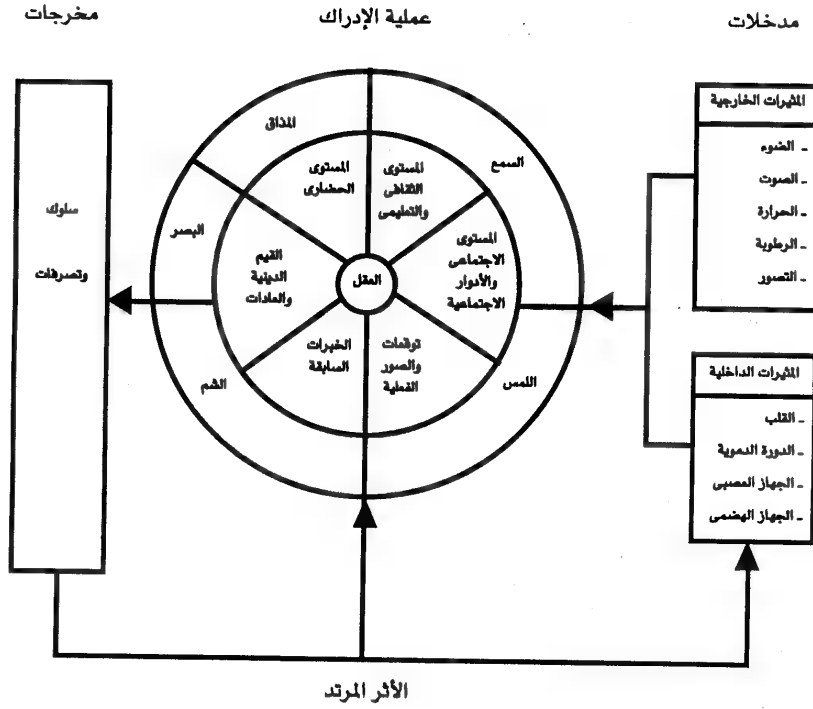 مدخلات
عملية الإدراك
مخرجات
المثيرات الخارجية
ـ الضوء
ـ الصوت
ـ الحرارة
ـ الرطوبة
ـ التصور
المثيرات الداخلية
ـ القلب
ـ الدورة الدموية
ـ الجهاز العصبى
ـ الجهاز الهضمى
السمع
المذاق
البصر
الشم
اللمس
المستوى
الثقافى
والتعليمى
المستوى
الحضارى
المستوى
الاجتماعى
والأدوار
الاجتماعية
القيم
الدينية
والعادات
العقل
الخبرات
السابقة
توقعات
والصور
الفعلية
سلوك
وتصرفات
الأثر المرتد